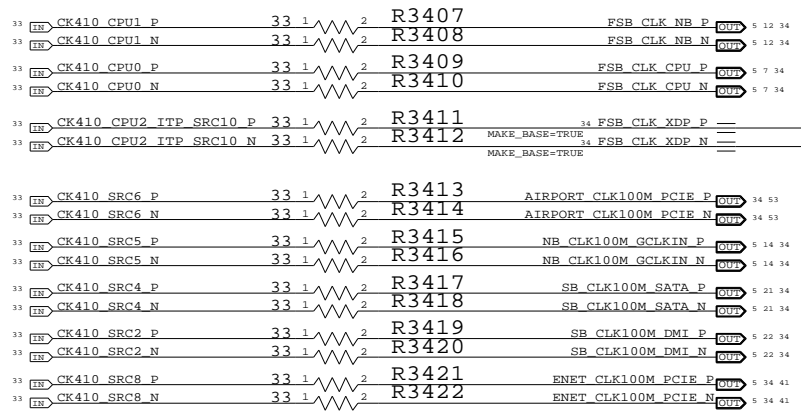 33 IN CK410_CPU1_P 33 1 2 R3407 FSB_CLK_NB_P OUT 5 12 34
33 IN CK410_CPU1_N 33 1 2 R3408 FSB_CLK_NB_N OUT 5 12 34
33 IN CK410_CPU0_P 33 1 2 R3409 FSB_CLK_CPU_P OUT 5 7 34
33 IN CK410_CPU0_N 33 1 2 R3410 FSB_CLK_CPU_N OUT 5 7 34
33 IN CK410_CPU2_ITP_SRC10_P 33 1 2 R3411 34 FSB_CLK_XDP_P
MAKE_BASE=TRUE
33 IN CK410_CPU2_ITP_SRC10_N 33 1 2 R3412 34 FSB_CLK_XDP_N
MAKE_BASE=TRUE
33 IN CK410_SRC6_P 33 1 2 R3413 AIRPORT_CLK100M_PCIE_P OUT 34 53
33 IN CK410_SRC6_N 33 1 2 R3414 AIRPORT_CLK100M_PCIE_N OUT 34 53
33 IN CK410_SRC5_P 33 1 2 R3415 NB_CLK100M_GCLKIN_P OUT 5 14 34
33 IN CK410_SRC5_N 33 1 2 R3416 NB_CLK100M_GCLKIN_N OUT 5 14 34
33 IN CK410_SRC4_P 33 1 2 R3417 SB_CLK100M_SATA_P OUT 5 21 34
33 IN CK410_SRC4_N 33 1 2 R3418 SB_CLK100M_SATA_N OUT 5 21 34
33 IN CK410_SRC2_P 33 1 2 R3419 SB_CLK100M_DMI_P OUT 5 22 34
33 IN CK410_SRC2_N 33 1 2 R3420 SB_CLK100M_DMI_N OUT 5 22 34
33 IN CK410_SRC8_P 33 1 2 R3421 ENET_CLK100M_PCIE_P OUT 5 34 41
33 IN CK410_SRC8_N 33 1 2 R3422 ENET_CLK100M_PCIE_N OUT 5 34 41